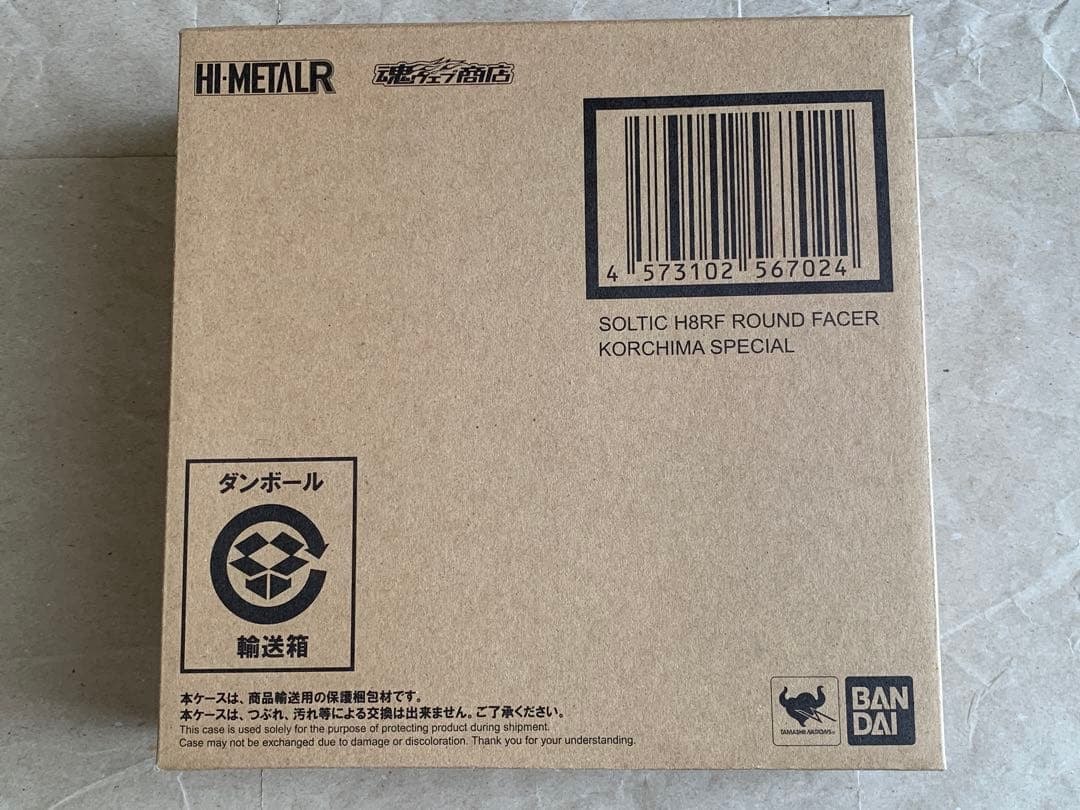 HI-METAL R
魂ウェブ商店
4 573102 567024
SOLTIC H8RF ROUND FACER
KORCHIMA SPECIAL
ダンボール
輸送箱
本ケースは、商品輸送用の保護梱包材です。
本ケースは、つぶれ、汚れ等による交換は出来ません。ご了承ください。
This case is used solely for the purpose of protecting product during shipment.
Case may not be exchanged due to damage or discoloration. Thank you for your understanding.
TAMASHII NATIONS
BAN
DAI